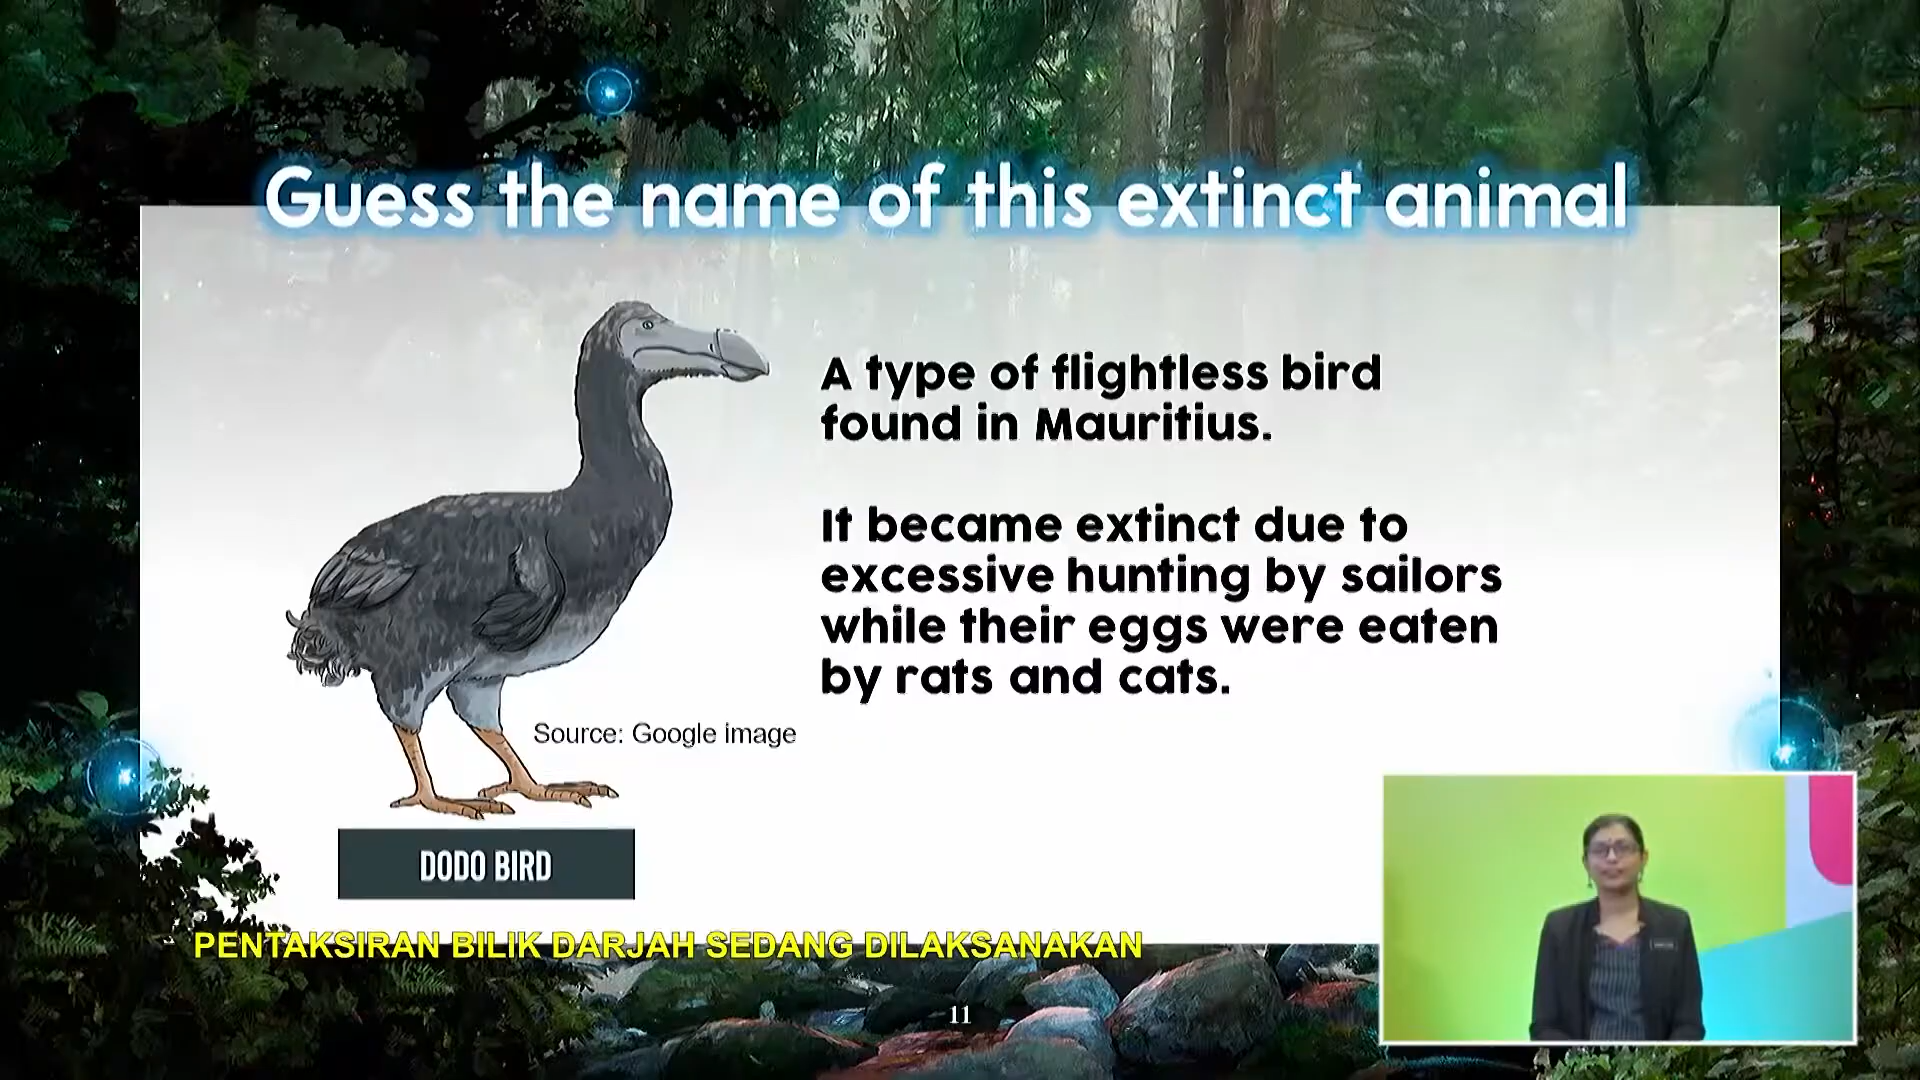 Guess the name of this extinct animal
A type of flightless bird
found in Mauritius.
It became extinct due to
excessive hunting by sailors
while their eggs were eaten
by rats and cats.
Source: Google image
DODO BIRD
PENTAKSIRAN BILIK DARJAH SEDANG DILAKSANAKAN
11